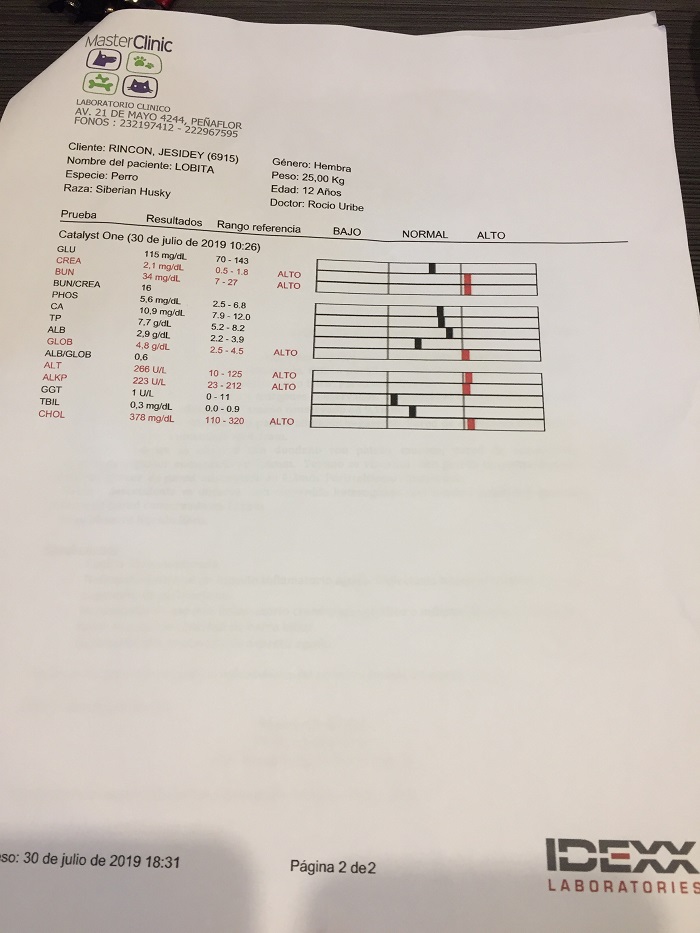 MasterClinic
LABORATORIO CLINICO
AV. 21 DE MAYO 4244, PEÑAFLOR
FONOS : 232197412 - 222967595
Cliente: RINCON, JESIDEY (6915)
Nombre del paciente: LOBITA
Especie: Perro
Raza: Siberian Husky
Género: Hembra
Peso: 25,00 Kg
Edad: 12 Años
Doctor: Rocio Uribe
Prueba Resultados Rango referencia BAJO NORMAL ALTO
Catalyst One (30 de julio de 2019 10:26)
GLU 115 mg/dL 70 - 143
CREA 2,1 mg/dL 0.5 - 1.8 ALTO
BUN 34 mg/dL 7 - 27 ALTO
BUN/CREA 16
PHOS 5,6 mg/dL 2.5 - 6.8
CA 10,9 mg/dL 7.9 - 12.0
TP 7,7 g/dL 5.2 - 8.2
ALB 2,9 g/dL 2.2 - 3.9
GLOB 4,8 g/dL 2.5 - 4.5 ALTO
ALB/GLOB 0,6
ALT 266 U/L 10 - 125 ALTO
ALKP 223 U/L 23 - 212 ALTO
GGT 1 U/L 0 - 11
TBIL 0,3 mg/dL 0.0 - 0.9
CHOL 378 mg/dL 110 - 320 ALTO
eso: 30 de julio de 2019 18:31
Página 2 de2
IDEXX
LABORATORIES